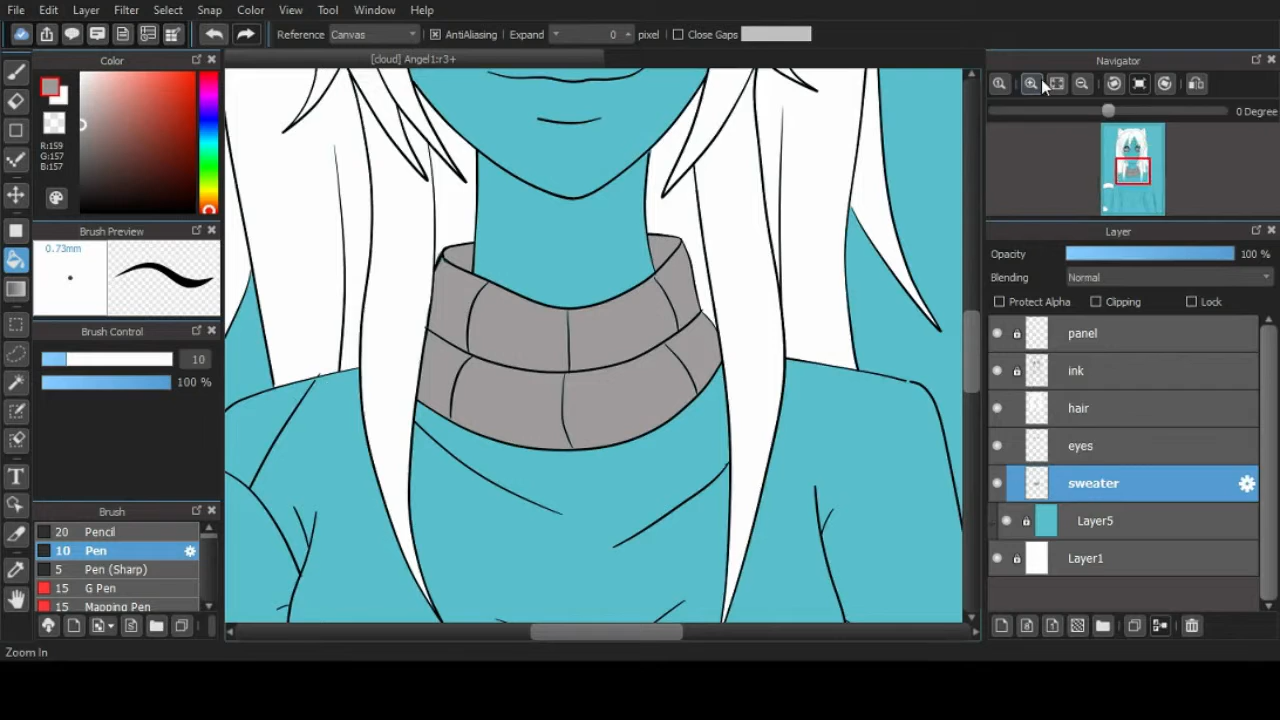 File Edit Layer Filter Select Snap Color View Tool Window Help
Reference Canvas AntiAliasing Expand 0 pixel Close Gaps
Color
[cloud] Angel1:r3+
Navigator
0 Degree
R:159
G:157
B:157
Brush Preview
0.73mm
Layer
Opacity 100 %
Blending Normal
Protect Alpha Clipping Lock
Brush Control
10
100 %
panel
ink
hair
eyes
sweater
Layer5
Layer1
Brush
20 Pencil
10 Pen
5 Pen (Sharp)
15 G Pen
15 Mapping Pen
Zoom In